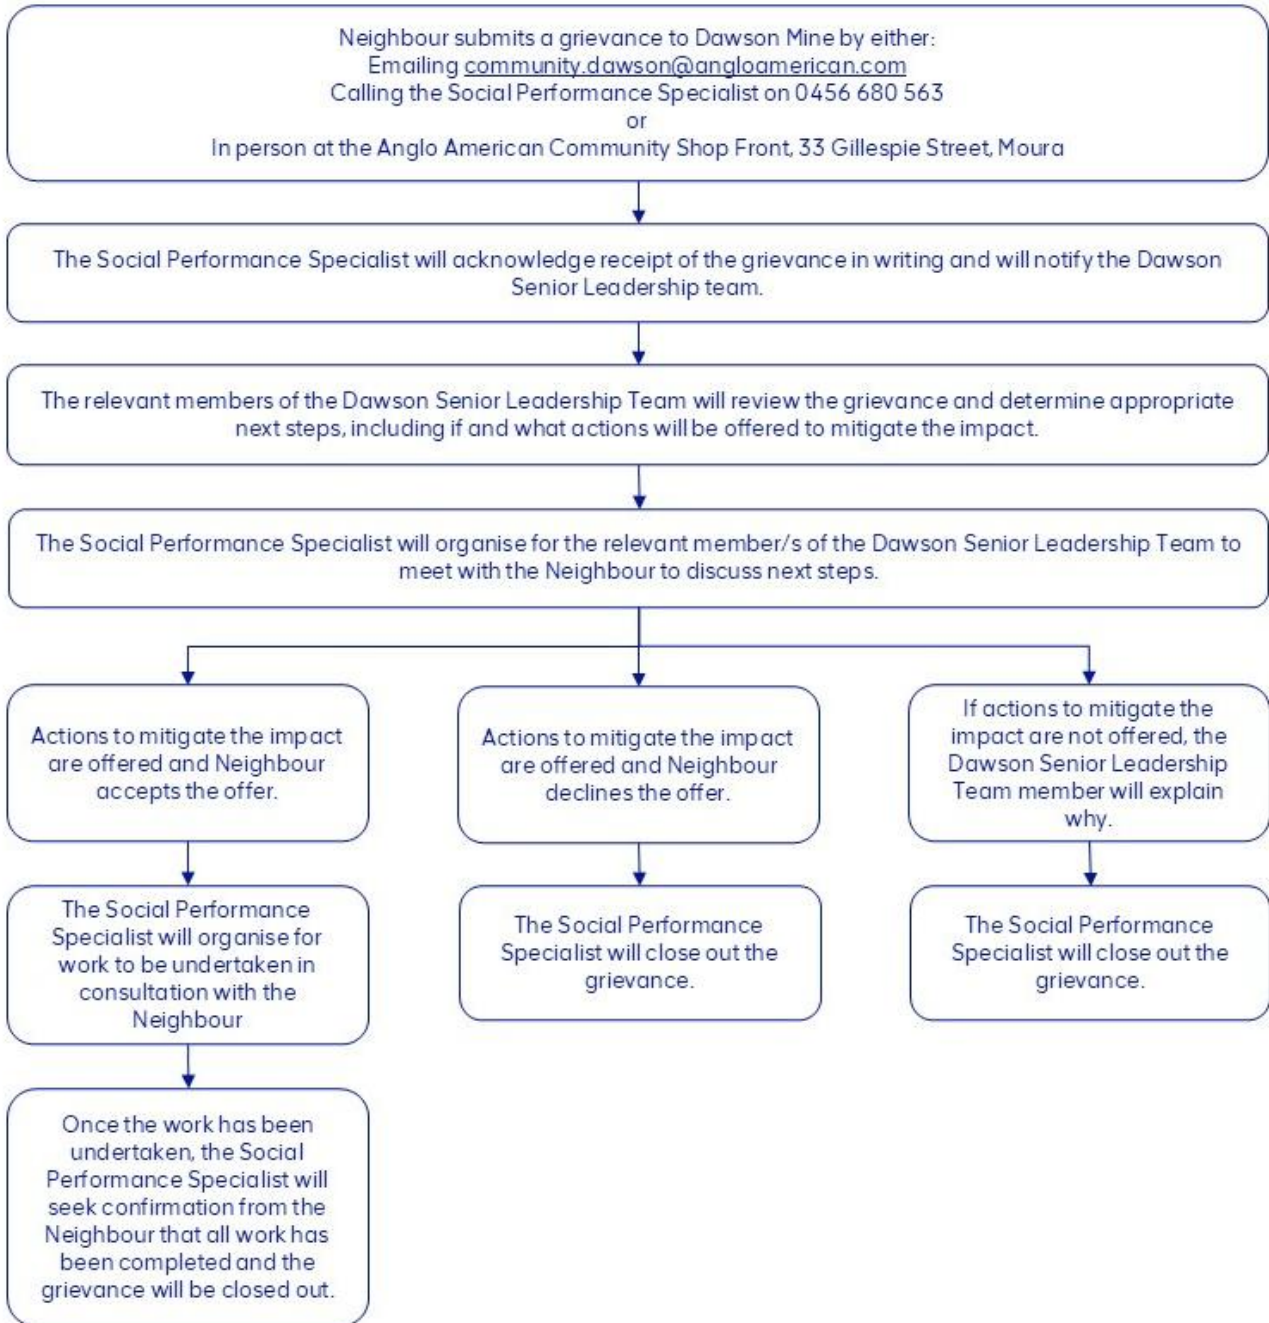 Neighbour submits a grievance to Dawson Mine by either:
Emailing community.dawson@angloamerican.com
Calling the Social Performance Specialist on 0456 680 563
or
In person at the Anglo American Community Shop Front, 33 Gillespie Street, Moura
The Social Performance Specialist will acknowledge receipt of the grievance in writing and will notify the Dawson
Senior Leadership team.
The relevant members of the Dawson Senior Leadership Team will review the grievance and determine appropriate
next steps, including if and what actions will be offered to mitigate the impact.
The Social Performance Specialist will organise for the relevant member/s of the Dawson Senior Leadership Team to
meet with the Neighbour to discuss next steps.
Actions to mitigate the impact
are offered and Neighbour
accepts the offer.
Actions to mitigate the impact
are offered and Neighbour
declines the offer.
If actions to mitigate the
impact are not offered, the
Dawson Senior Leadership
Team member will explain
why.
The Social Performance
Specialist will organise for
work to be undertaken in
consultation with the
Neighbour
The Social Performance
Specialist will close out the
grievance.
The Social Performance
Specialist will close out the
grievance.
Once the work has been
undertaken, the Social
Performance Specialist will
seek confirmation from the
Neighbour that all work has
been completed and the
grievance will be closed out.